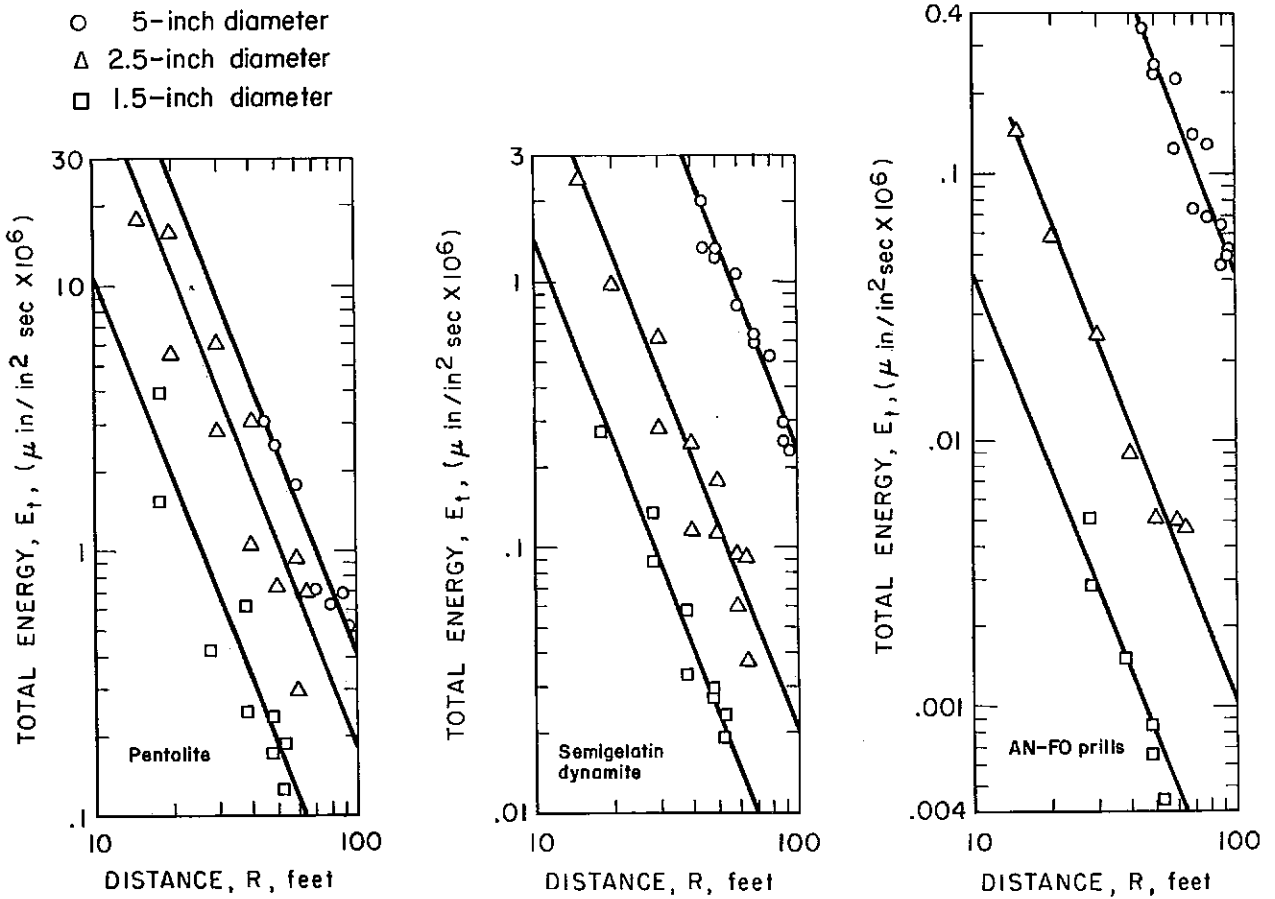 5-inch diameter
2.5-inch diameter
1.5-inch diameter
TOTAL ENERGY, Et, (μ in/in² sec X10⁶)
30
10
1
.1
Pentolite
10
100
DISTANCE, R, feet
TOTAL ENERGY, Et, (μ in/in² sec X10⁶)
3
1
.1
.01
Semigelatin
dynamite
10
100
DISTANCE, R, feet
TOTAL ENERGY, Et, (μ in/in² sec X10⁶)
0.4
.1
.01
.001
.004
AN-FO prills
10
100
DISTANCE, R, feet